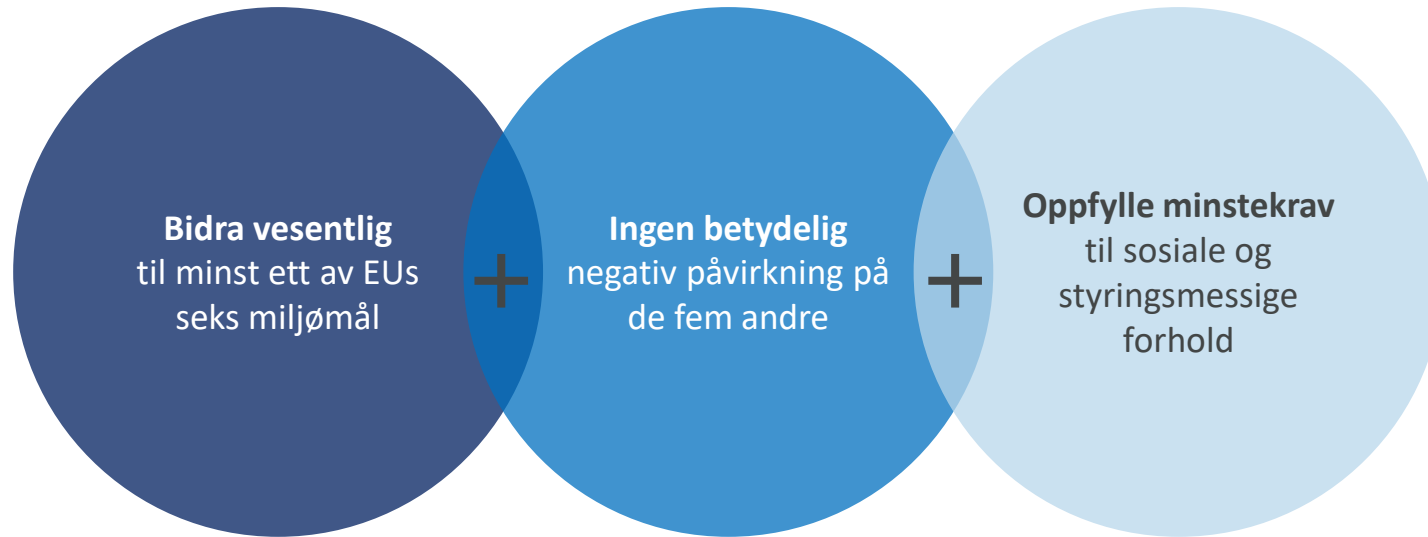 Bidra vesentlig
til minst ett av EUs
seks miljømål
+
Ingen betydelig
negativ påvirkning på
de fem andre
+
Oppfylle minstekrav
til sosiale og
styringsmessige
forhold